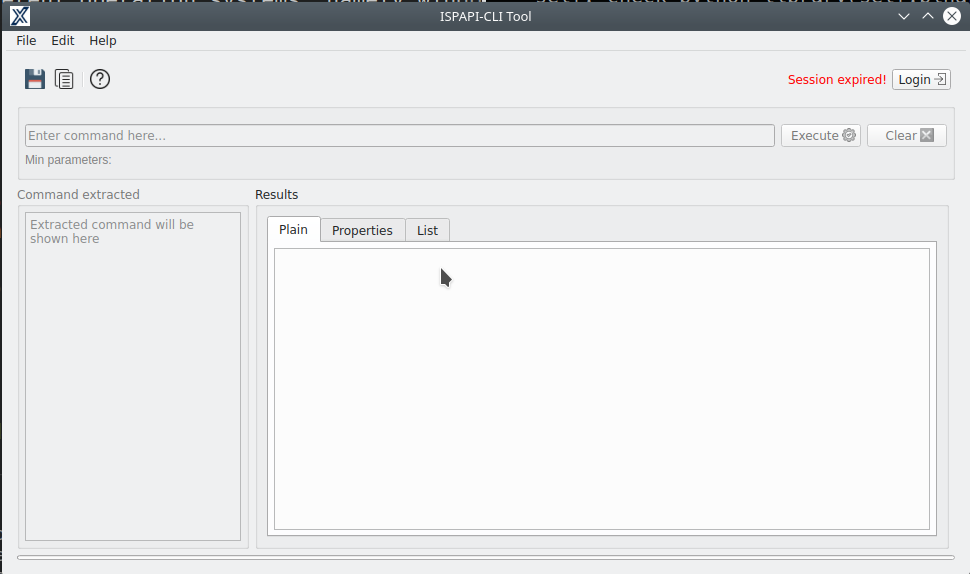 ISPAPI-CLI Tool
File Edit Help
Session expired! Login
Enter command here...
Execute
Clear
Min parameters:
Command extracted
Results
Extracted command will be
shown here
Plain Properties List